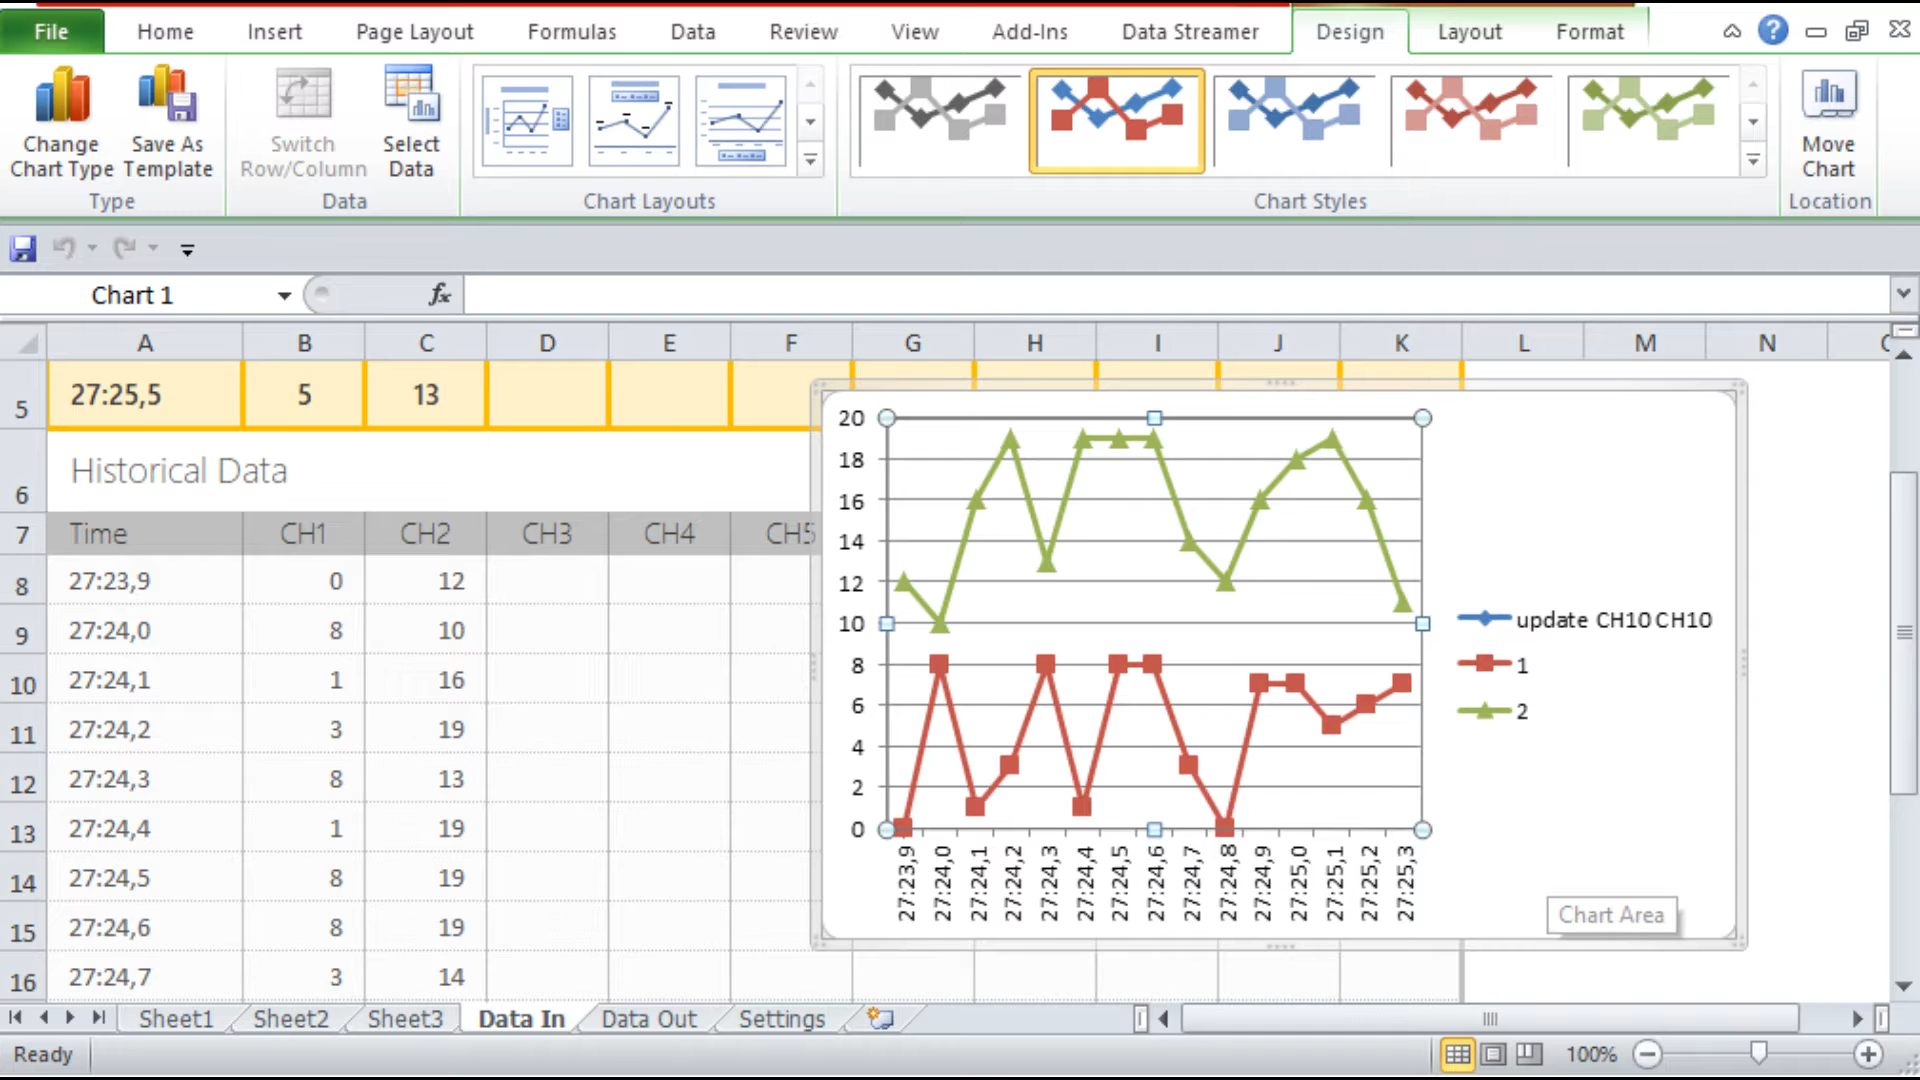 File Home Insert Page Layout Formulas Data Review View Add-Ins Data Streamer Design Layout Format
Change Chart Type
Save As Template
Switch Row/Column
Select Data
Move Chart
Type Data Chart Layouts Chart Styles Location
Chart 1 fx
A B C D E F G H I J K L M N
5 27:25,5 5 13
6 Historical Data
7 Time CH1 CH2 CH3 CH4 CH5
8 27:23,9 0 12
9 27:24,0 8 10
10 27:24,1 1 16
11 27:24,2 3 19
12 27:24,3 8 13
13 27:24,4 1 19
14 27:24,5 8 19
15 27:24,6 8 19
16 27:24,7 3 14
20
18
16
14
12
10
8
6
4
2
0
27:23,9 27:24,0 27:24,1 27:24,2 27:24,3 27:24,4 27:24,5 27:24,6 27:24,7 27:24,8 27:24,9 27:25,0 27:25,1 27:25,2 27:25,3
update CH10 CH10
1
2
Chart Area
Sheet1 Sheet2 Sheet3 Data In Data Out Settings
Ready 100%